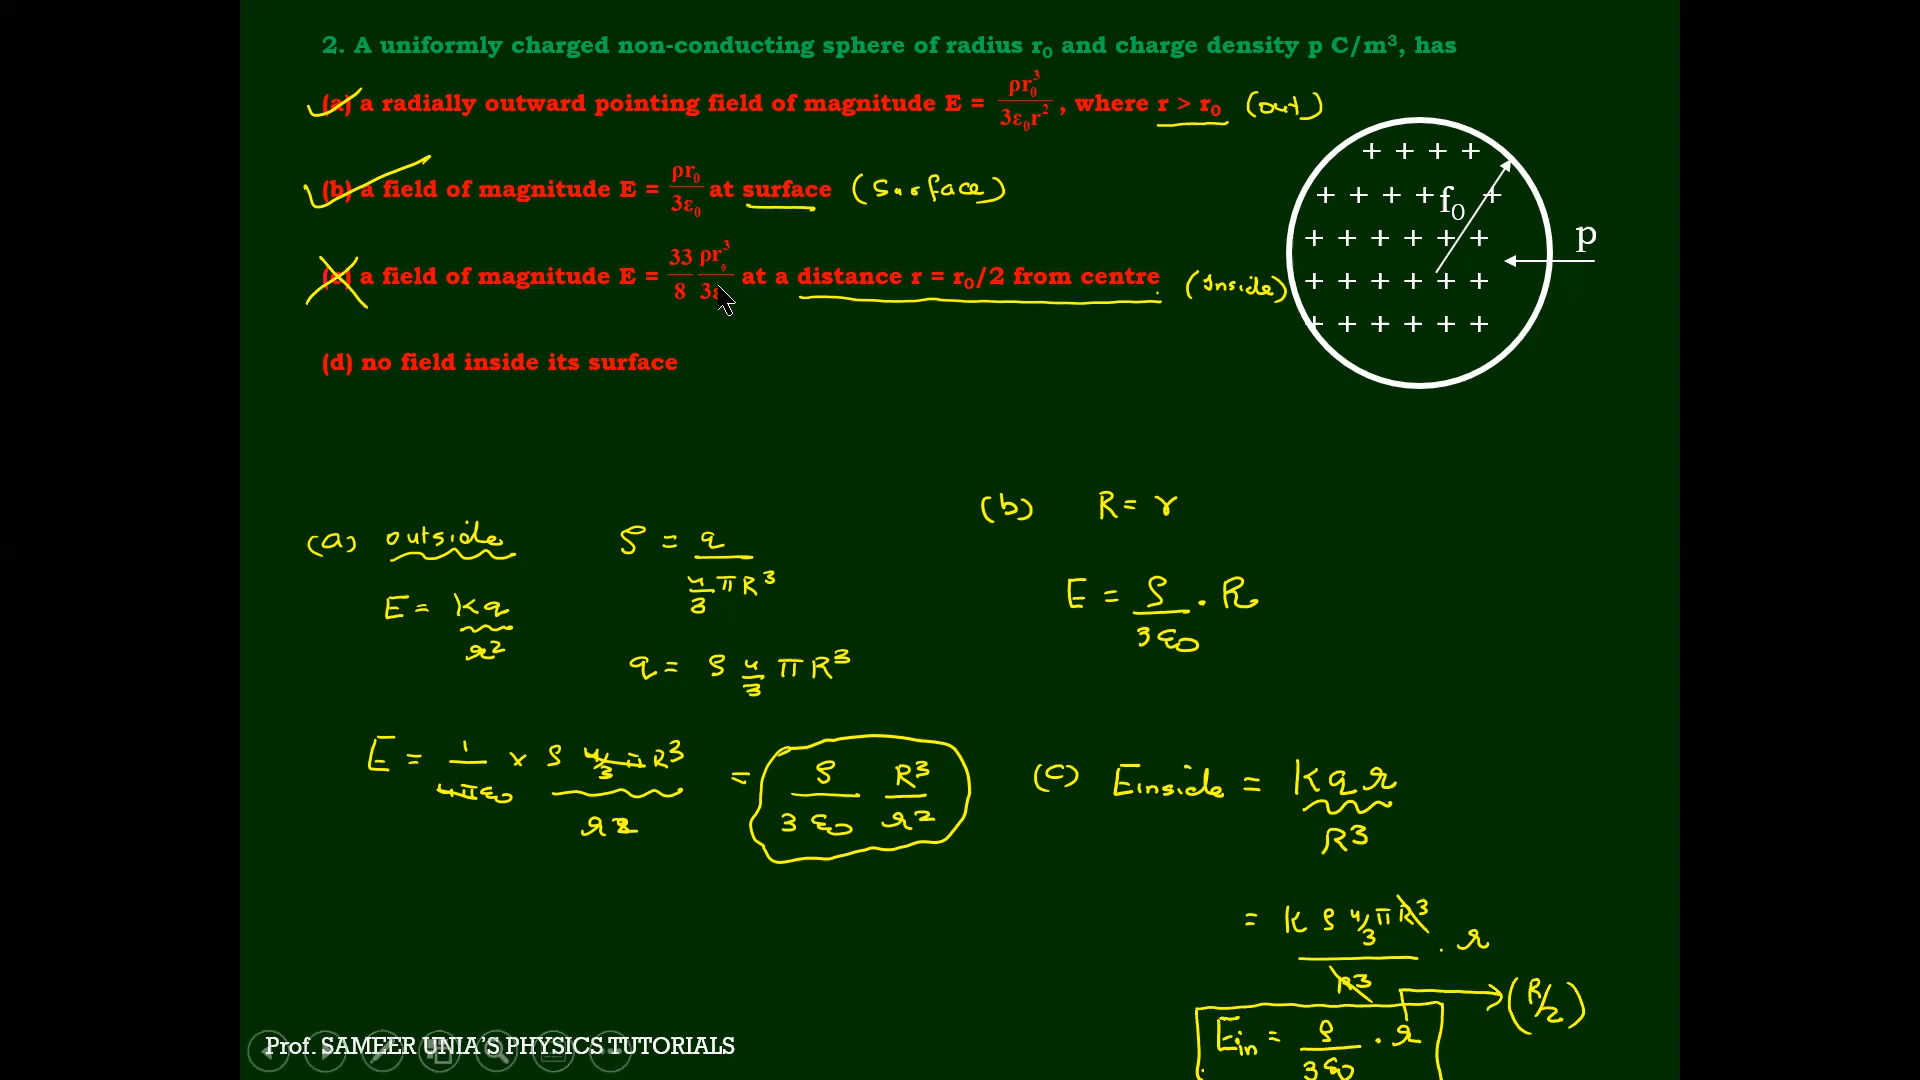 2. A uniformly charged non-conducting sphere of radius r₀ and charge density p C/m³, has
(a) a radially outward pointing field of magnitude E = ρr₀³/3ε₀r², where r > r₀ (out)
(b) a field of magnitude E = ρr₀/3ε₀ at surface (Surface)
a field of magnitude E = 33/8 ρr₀³/3ε at a distance r = r₀/2 from centre (Inside)
(d) no field inside its surface
+ + + +
+ + + + f₀ +
+ + + + + + p
+ + + + + +
+ + + + + +
(a) outside
E = kq/r²
ρ = q/(4/3 πR³)
q = ρ 4/3 πR³
E = 1/4πε₀ × ρ 4/3 π R³/r² = ρ/3ε₀ R³/r²
(b) R = r
E = ρ/3ε₀ . R
(c) Einside = kqr/R³
= k ρ 4/3 π R³/R³ . r
Ein = ρ/3ε₀ . r (R/2)
Prof. SAMEER UNIA'S PHYSICS TUTORIALS